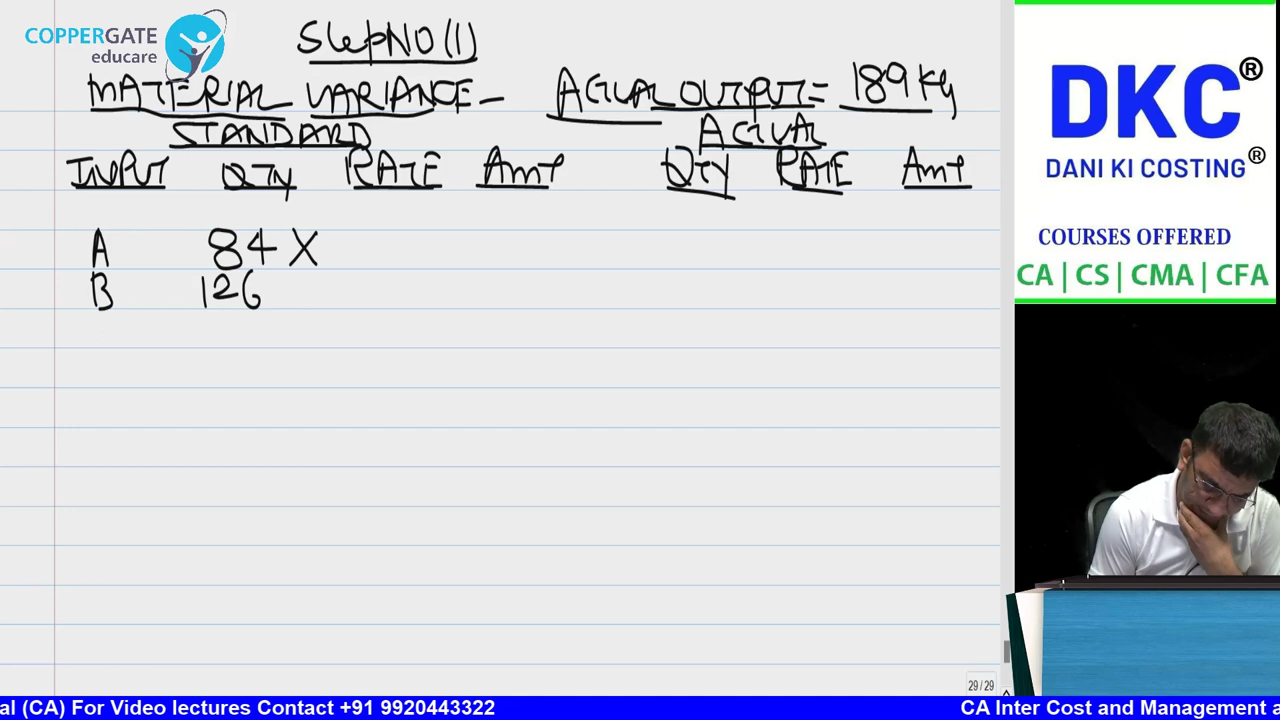 COPPERGATE
educare
Step NO (1)
MATERIAL VARIANCE - ACTUAL OUTPUT = 189 Kg
STANDARD ACTUAL
INPUT QTY RATE AMT QTY RATE AMT
A 84 X
B 126
DKC®
DANI KI COSTING®
COURSES OFFERED
CA | CS | CMA | CFA
29 / 29
al (CA) For Video lectures Contact +91 9920443322 CA Inter Cost and Management a